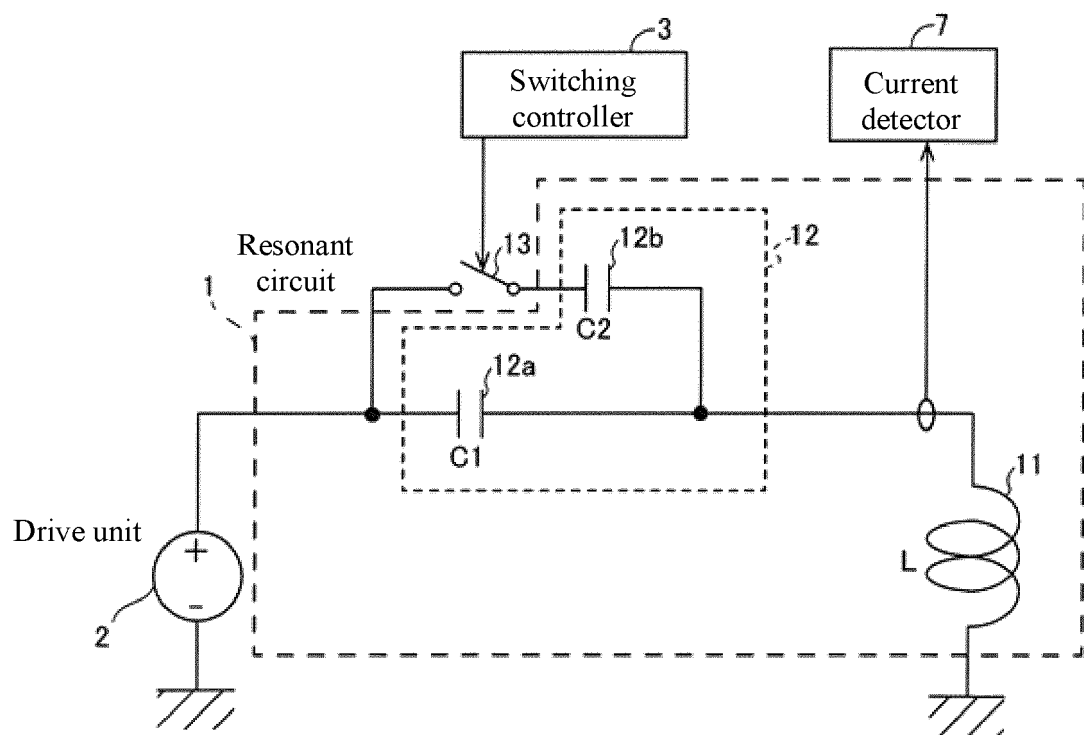 3
Switching
controller
7
Current
detector
Resonant
circuit
1
13
12b
12
C2
12a
C1
11
L
Drive unit
+
-
2